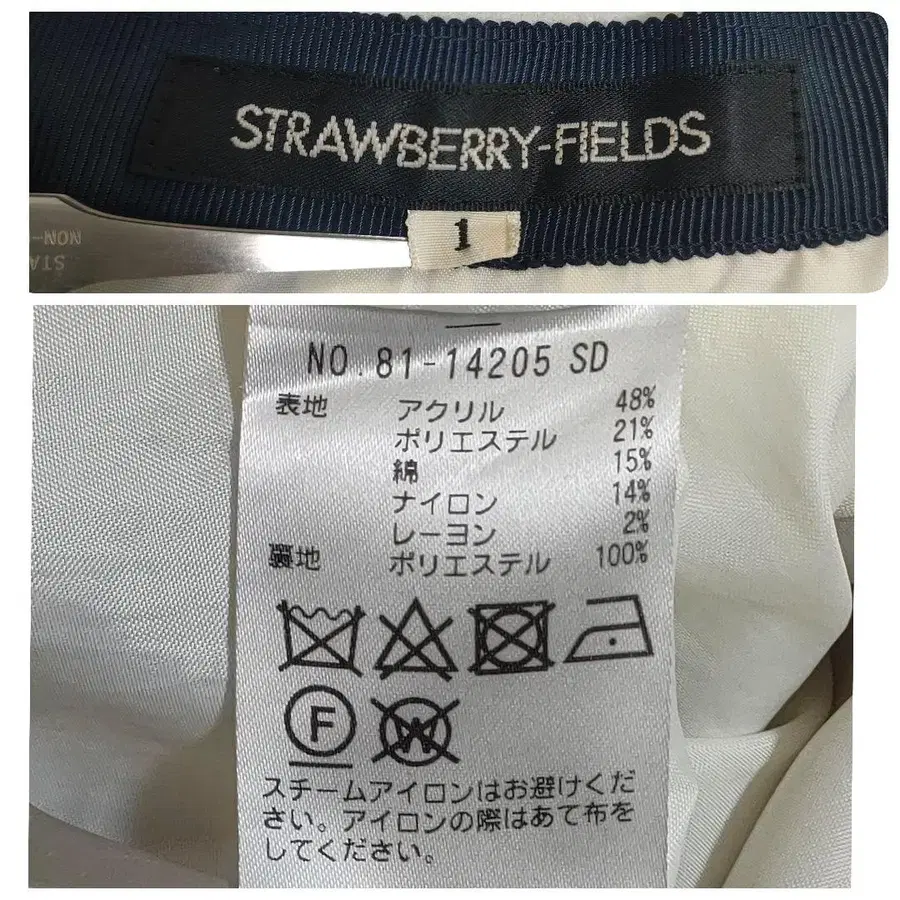 STRAWBERRY-FIELDS
1
NON-
STA
NO.81-14205 SD
表地 アクリル 48%
ポリエステル 21%
綿 15%
ナイロン 14%
レーヨン 2%
裏地 ポリエステル 100%
F
W
スチームアイロンはお避けくだ
さい。アイロンの際はあて布を
してください。